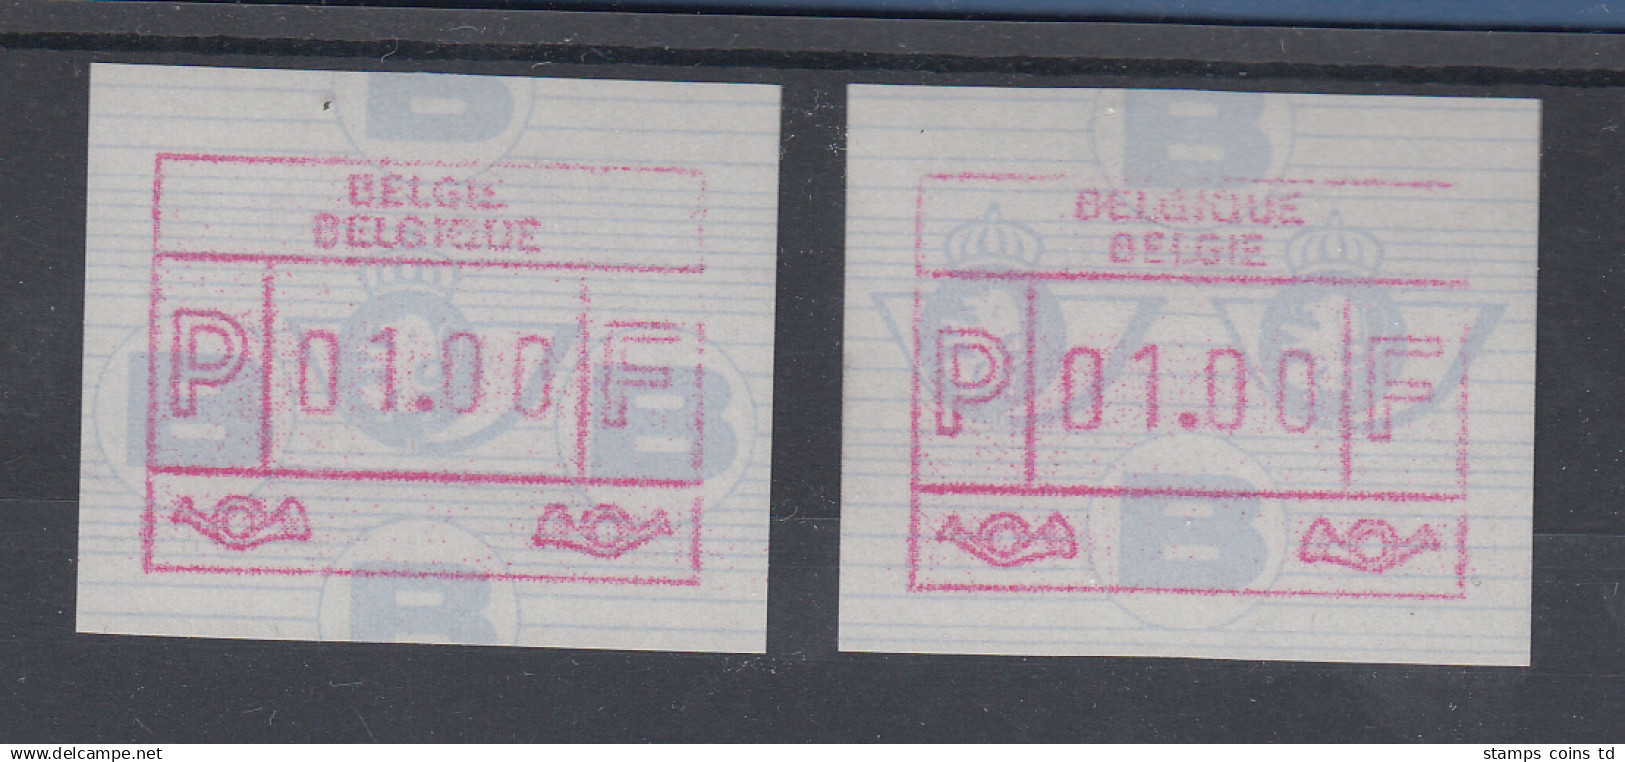 B
BELGIE
BELGIQUE
P 01.00 F
B B
B
B
BELGIQUE
BELGIE
P 01.00 F
B
www.delcampe.net
stamps coins td